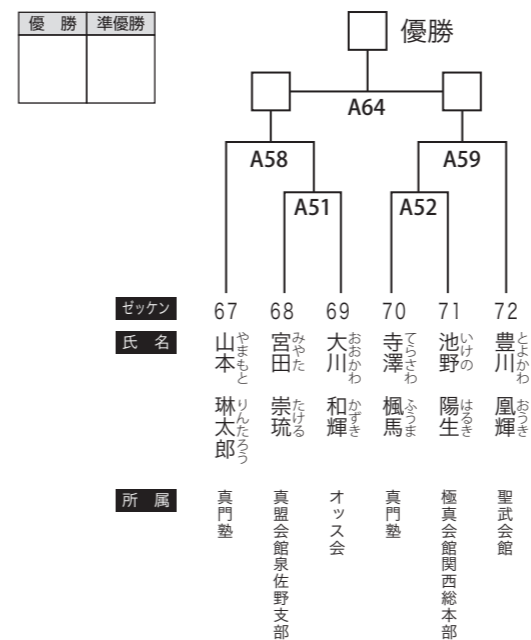 優勝 準優勝
優勝
A64
A58 A59
A51 A52
ゼッケン 67 68 69 70 71 72
氏名
山本 琳太郎 やまもと りんたろう
宮田 崇琉 みやた たける
大川 和輝 おおかわ かずき
寺澤 楓馬 てらさわ ふうま
池野 陽生 いけの はるき
豊川 凰輝 とよかわ おうき
所属
真門塾
真盟会館泉佐野支部
オッス会
真門塾
極真会館関西総本部
聖武会館